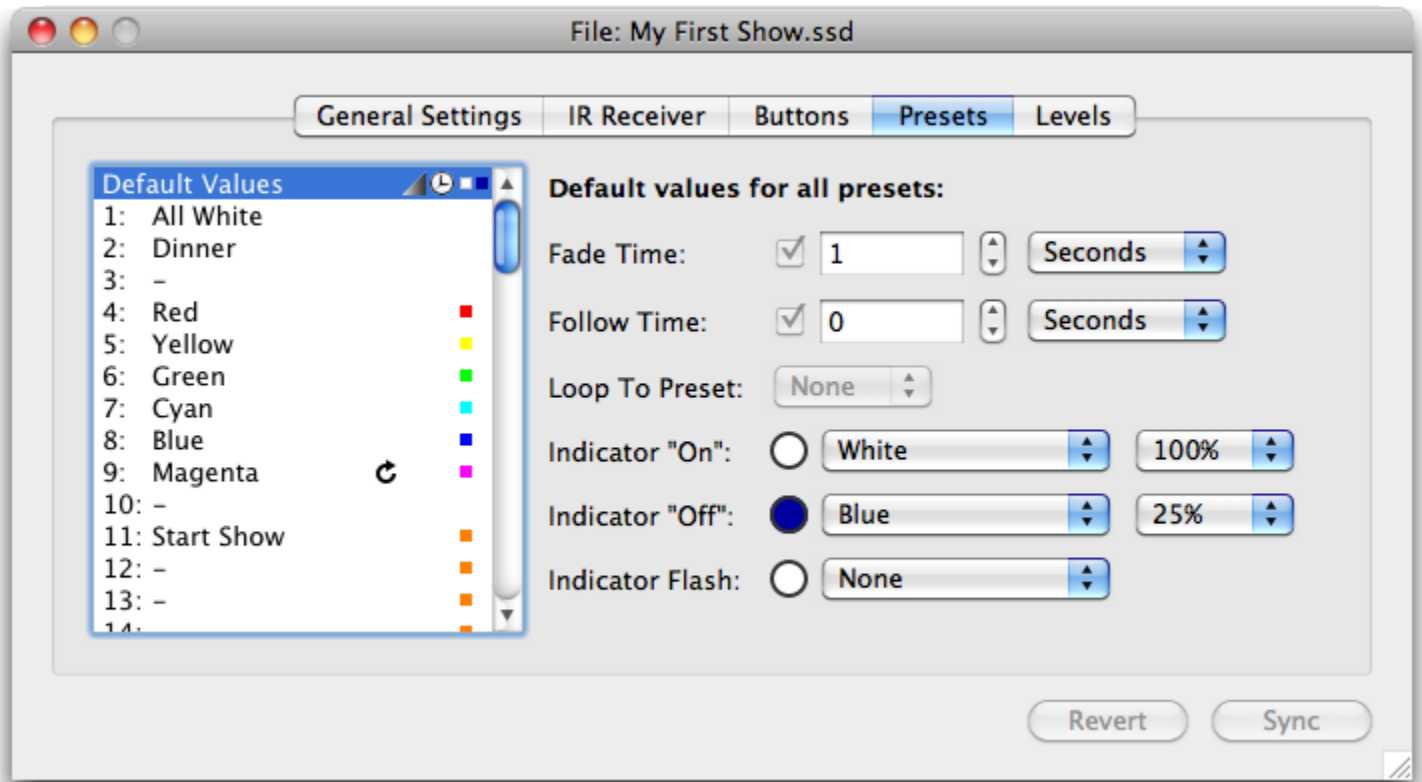 File: My First Show.ssd
General Settings IR Receiver Buttons Presets Levels
Default Values
1: All White
2: Dinner
3: –
4: Red
5: Yellow
6: Green
7: Cyan
8: Blue
9: Magenta
10: –
11: Start Show
12: –
13: –
14:
Default values for all presets:
Fade Time: 1 Seconds
Follow Time: 0 Seconds
Loop To Preset: None
Indicator "On": White 100%
Indicator "Off": Blue 25%
Indicator Flash: None
Revert Sync